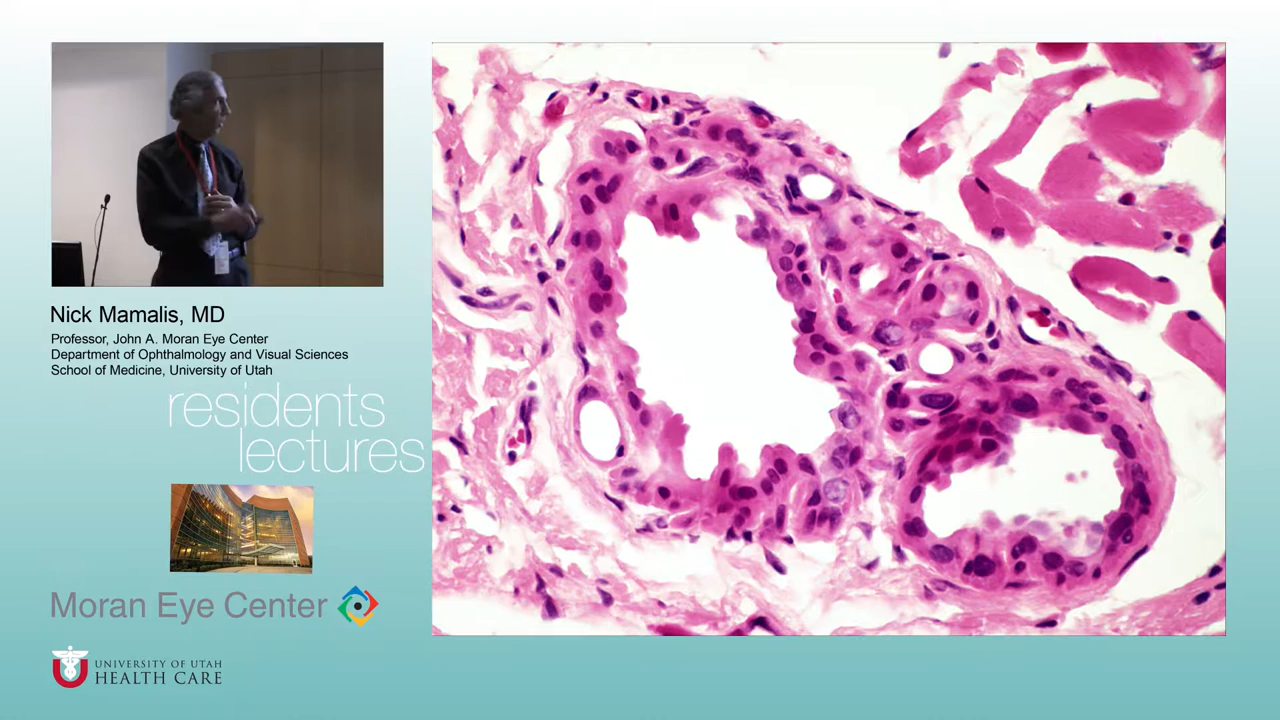 Nick Mamalis, MD
Professor, John A. Moran Eye Center
Department of Ophthalmology and Visual Sciences
School of Medicine, University of Utah
residents
lectures
Moran Eye Center
UNIVERSITY OF UTAH
HEALTH CARE